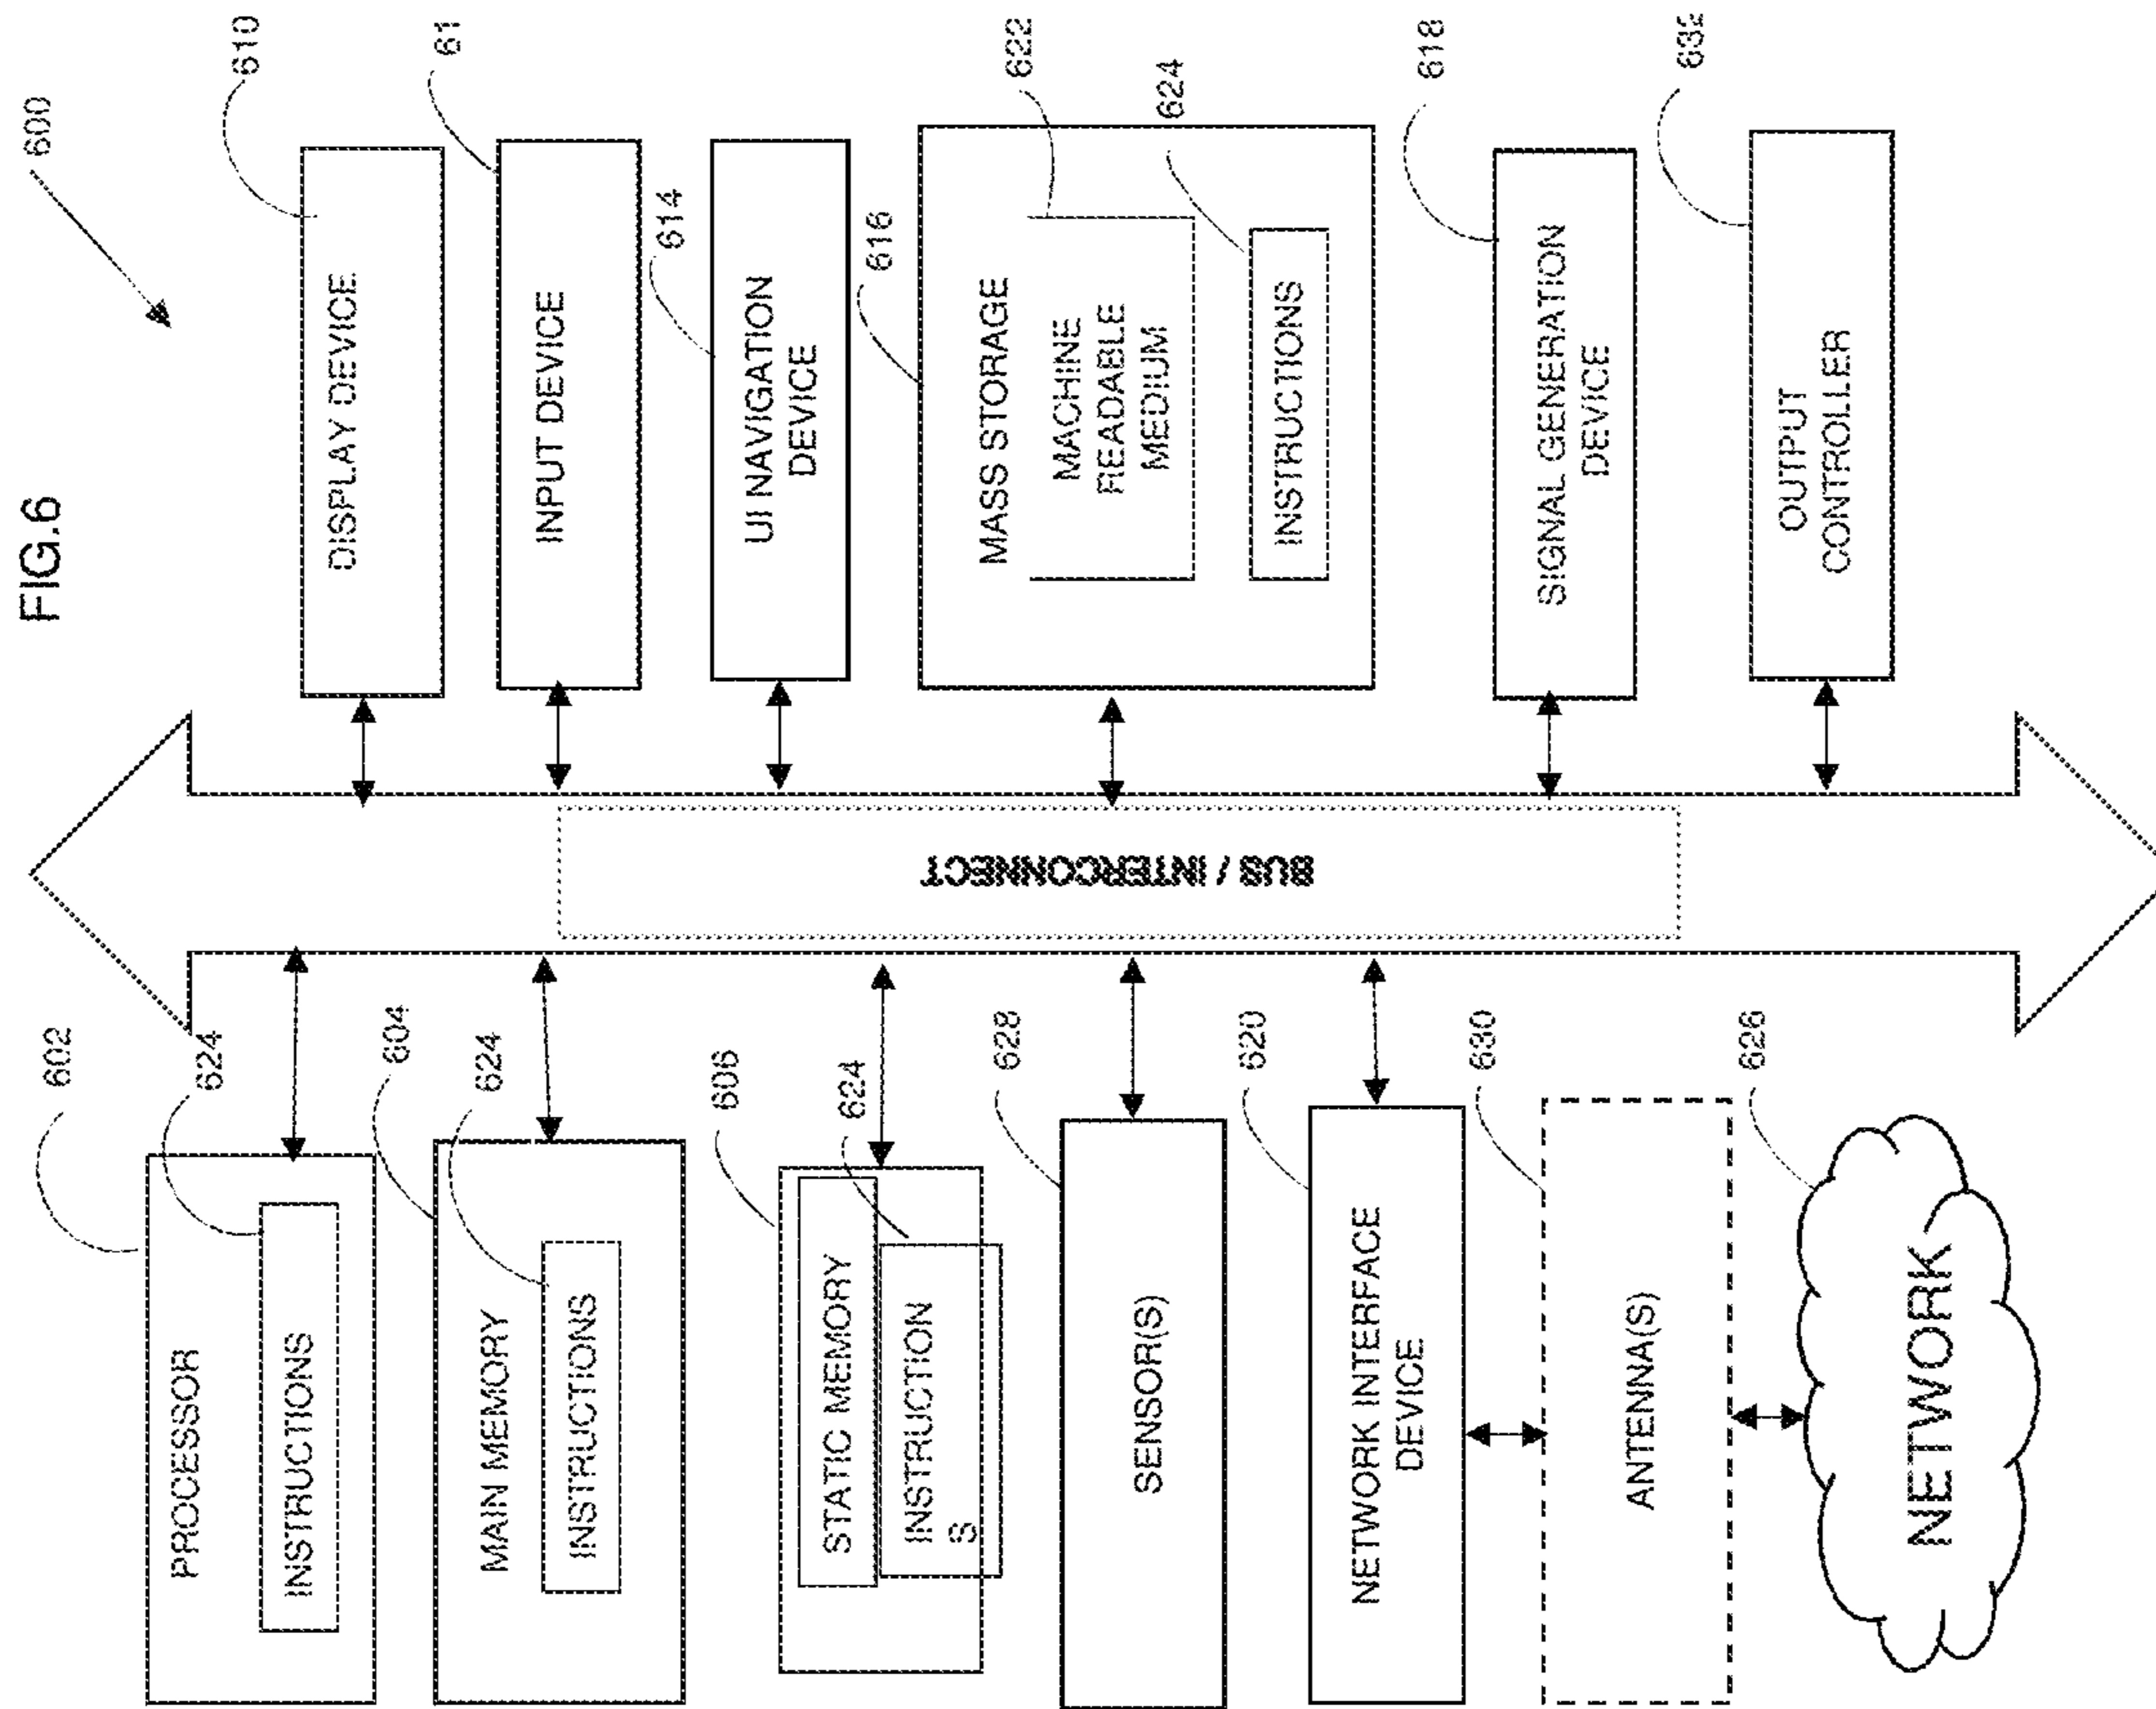 FIG.6
600
602
PROCESSOR
624
INSTRUCTIONS
604
MAIN MEMORY
624
INSTRUCTIONS
606
STATIC MEMORY
624
INSTRUCTION
S
628
SENSOR(S)
620
NETWORK INTERFACE
DEVICE
630
ANTENNA(S)
626
NETWORK
BUS / INTERCONNECT
610
DISPLAY DEVICE
61
INPUT DEVICE
614
UI NAVIGATION
DEVICE
616
MASS STORAGE
622
MACHINE
READABLE
MEDIUM
624
INSTRUCTIONS
618
SIGNAL GENERATION
DEVICE
632
OUTPUT
CONTROLLER